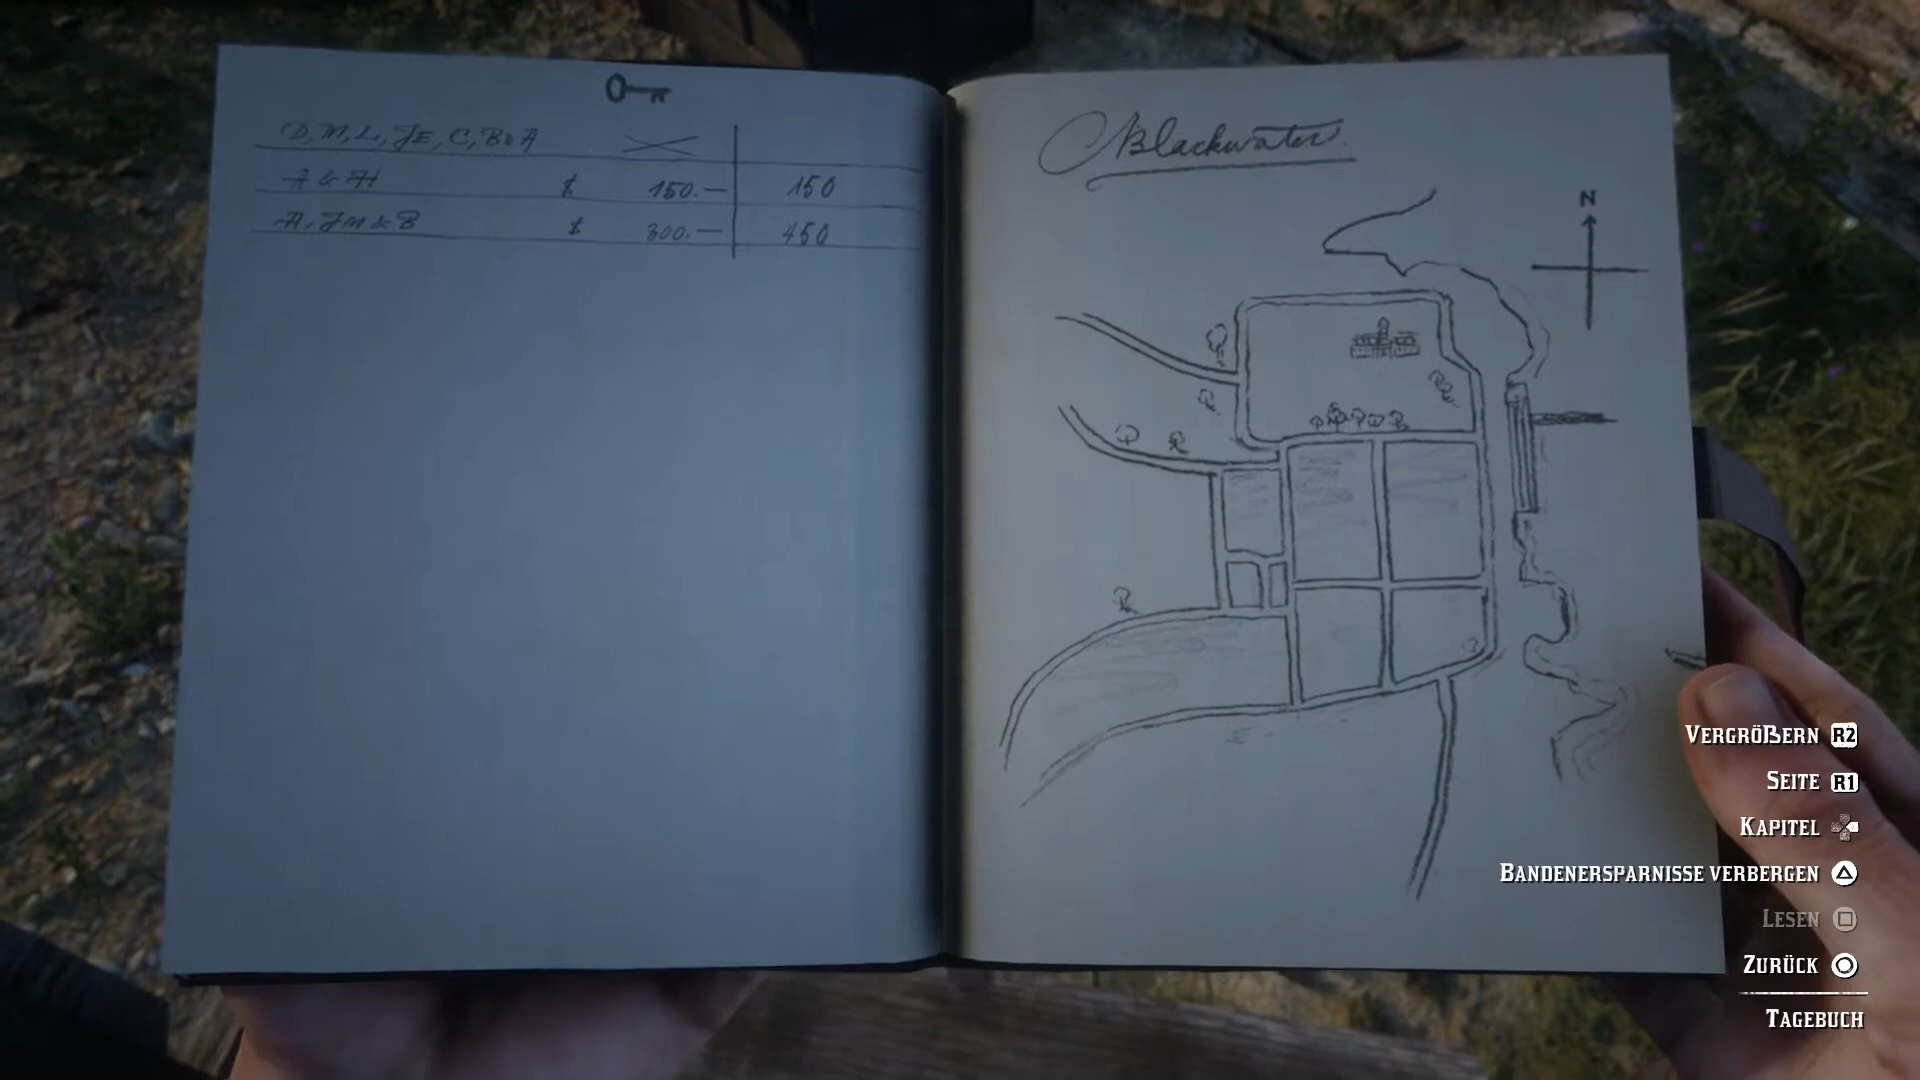 D, M, L, JE, C, B & A
A & H $ 150.— 150
A, JM & B $ 300.— 450
Blackwater
N
VERGRÖẞERN R2
SEITE R1
KAPITEL
BANDENERSPARNISSE VERBERGEN
LESEN
ZURÜCK
TAGEBUCH